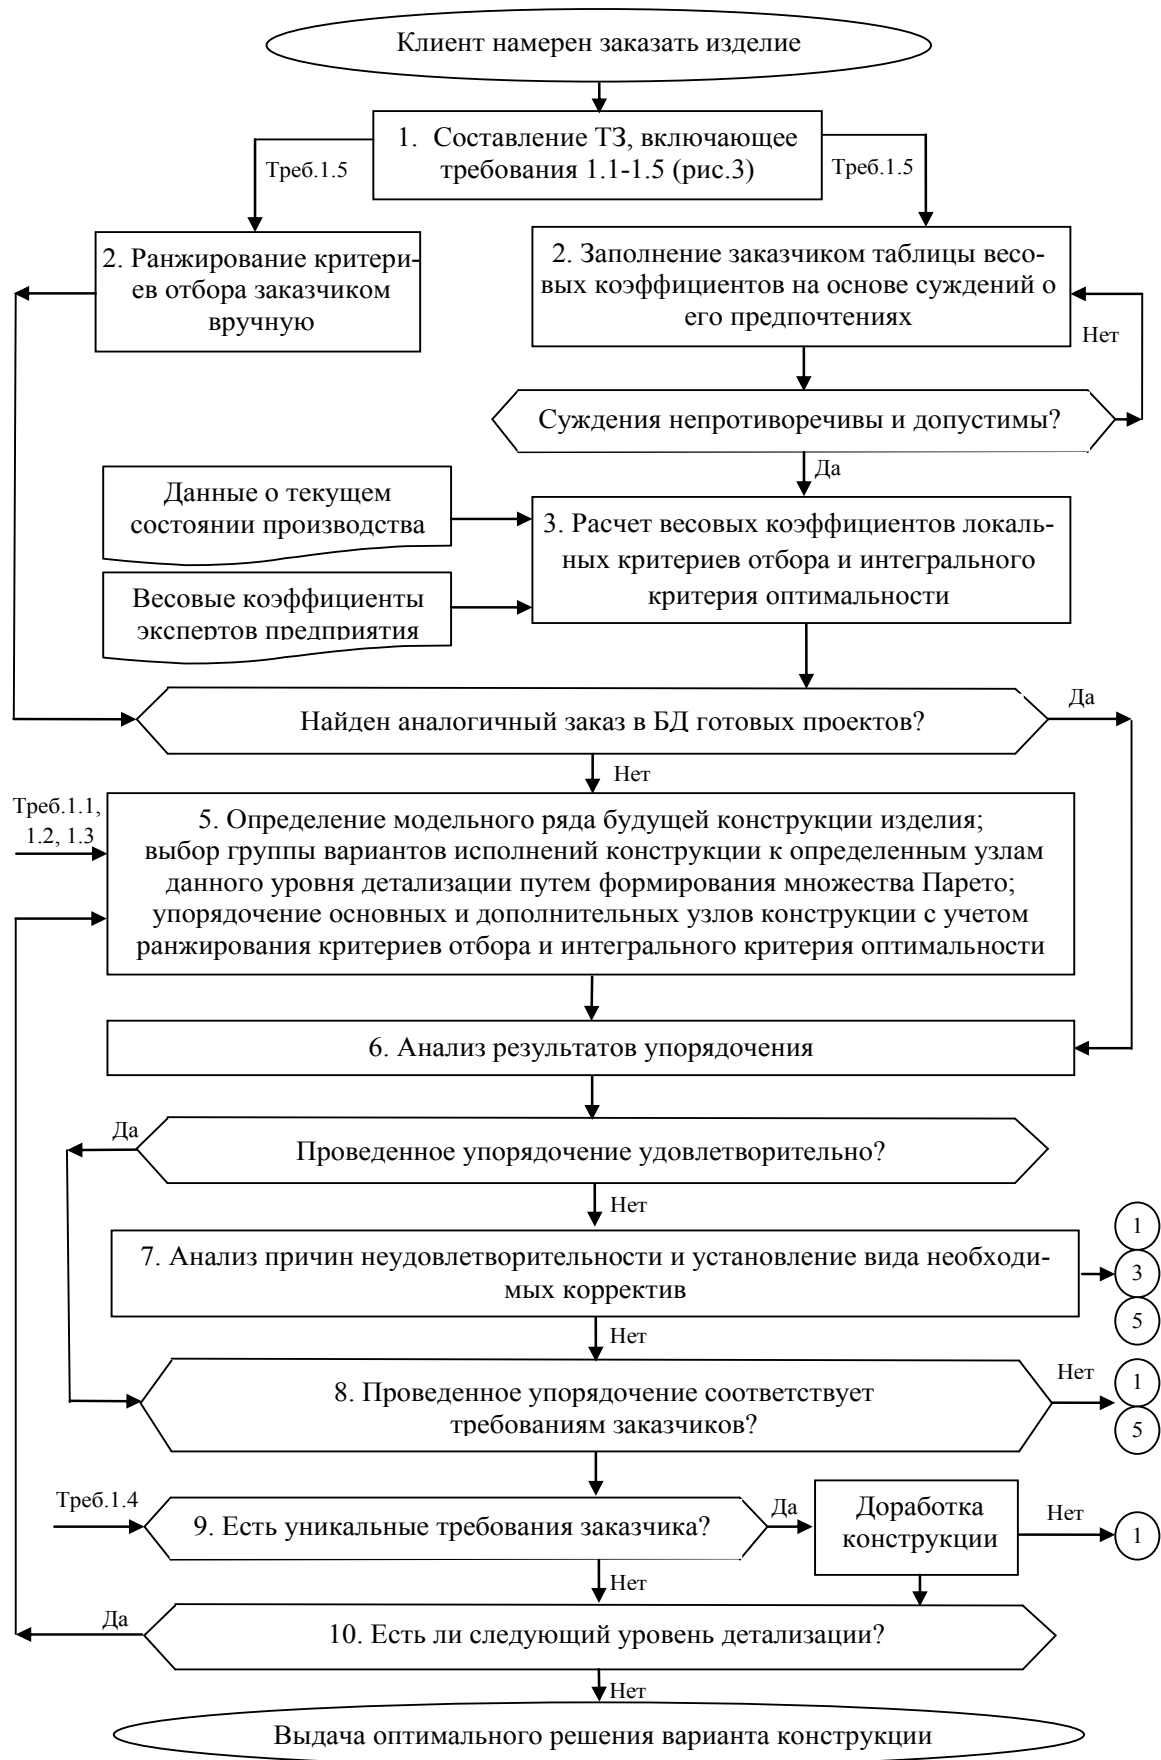 Клиент намерен заказать изделие
1. Составление ТЗ, включающее
требования 1.1-1.5 (рис.3)
Треб.1.5
Треб.1.5
2. Ранжирование критери-
ев отбора заказчиком
вручную
2. Заполнение заказчиком таблицы весо-
вых коэффициентов на основе суждений о
его предпочтениях
Нет
Суждения непротиворечивы и допустимы?
Да
Данные о текущем
состоянии производства
3. Расчет весовых коэффициентов локаль-
ных критериев отбора и интегрального
критерия оптимальности
Весовые коэффициенты
экспертов предприятия
Найден аналогичный заказ в БД готовых проектов?
Да
Нет
Треб.1.1,
1.2, 1.3
5. Определение модельного ряда будущей конструкции изделия;
выбор группы вариантов исполнений конструкции к определенным узлам
данного уровня детализации путем формирования множества Парето;
упорядочение основных и дополнительных узлов конструкции с учетом
ранжирования критериев отбора и интегрального критерия оптимальности
6. Анализ результатов упорядочения
Да
Проведенное упорядочение удовлетворительно?
Нет
7. Анализ причин неудовлетворительности и установление вида необходи-
мых корректив
1
3
5
Нет
8. Проведенное упорядочение соответствует
требованиям заказчиков?
Нет
1
5
Треб.1.4
9. Есть уникальные требования заказчика?
Да
Доработка
конструкции
Нет
1
Нет
Да
10. Есть ли следующий уровень детализации?
Нет
Выдача оптимального решения варианта конструкции